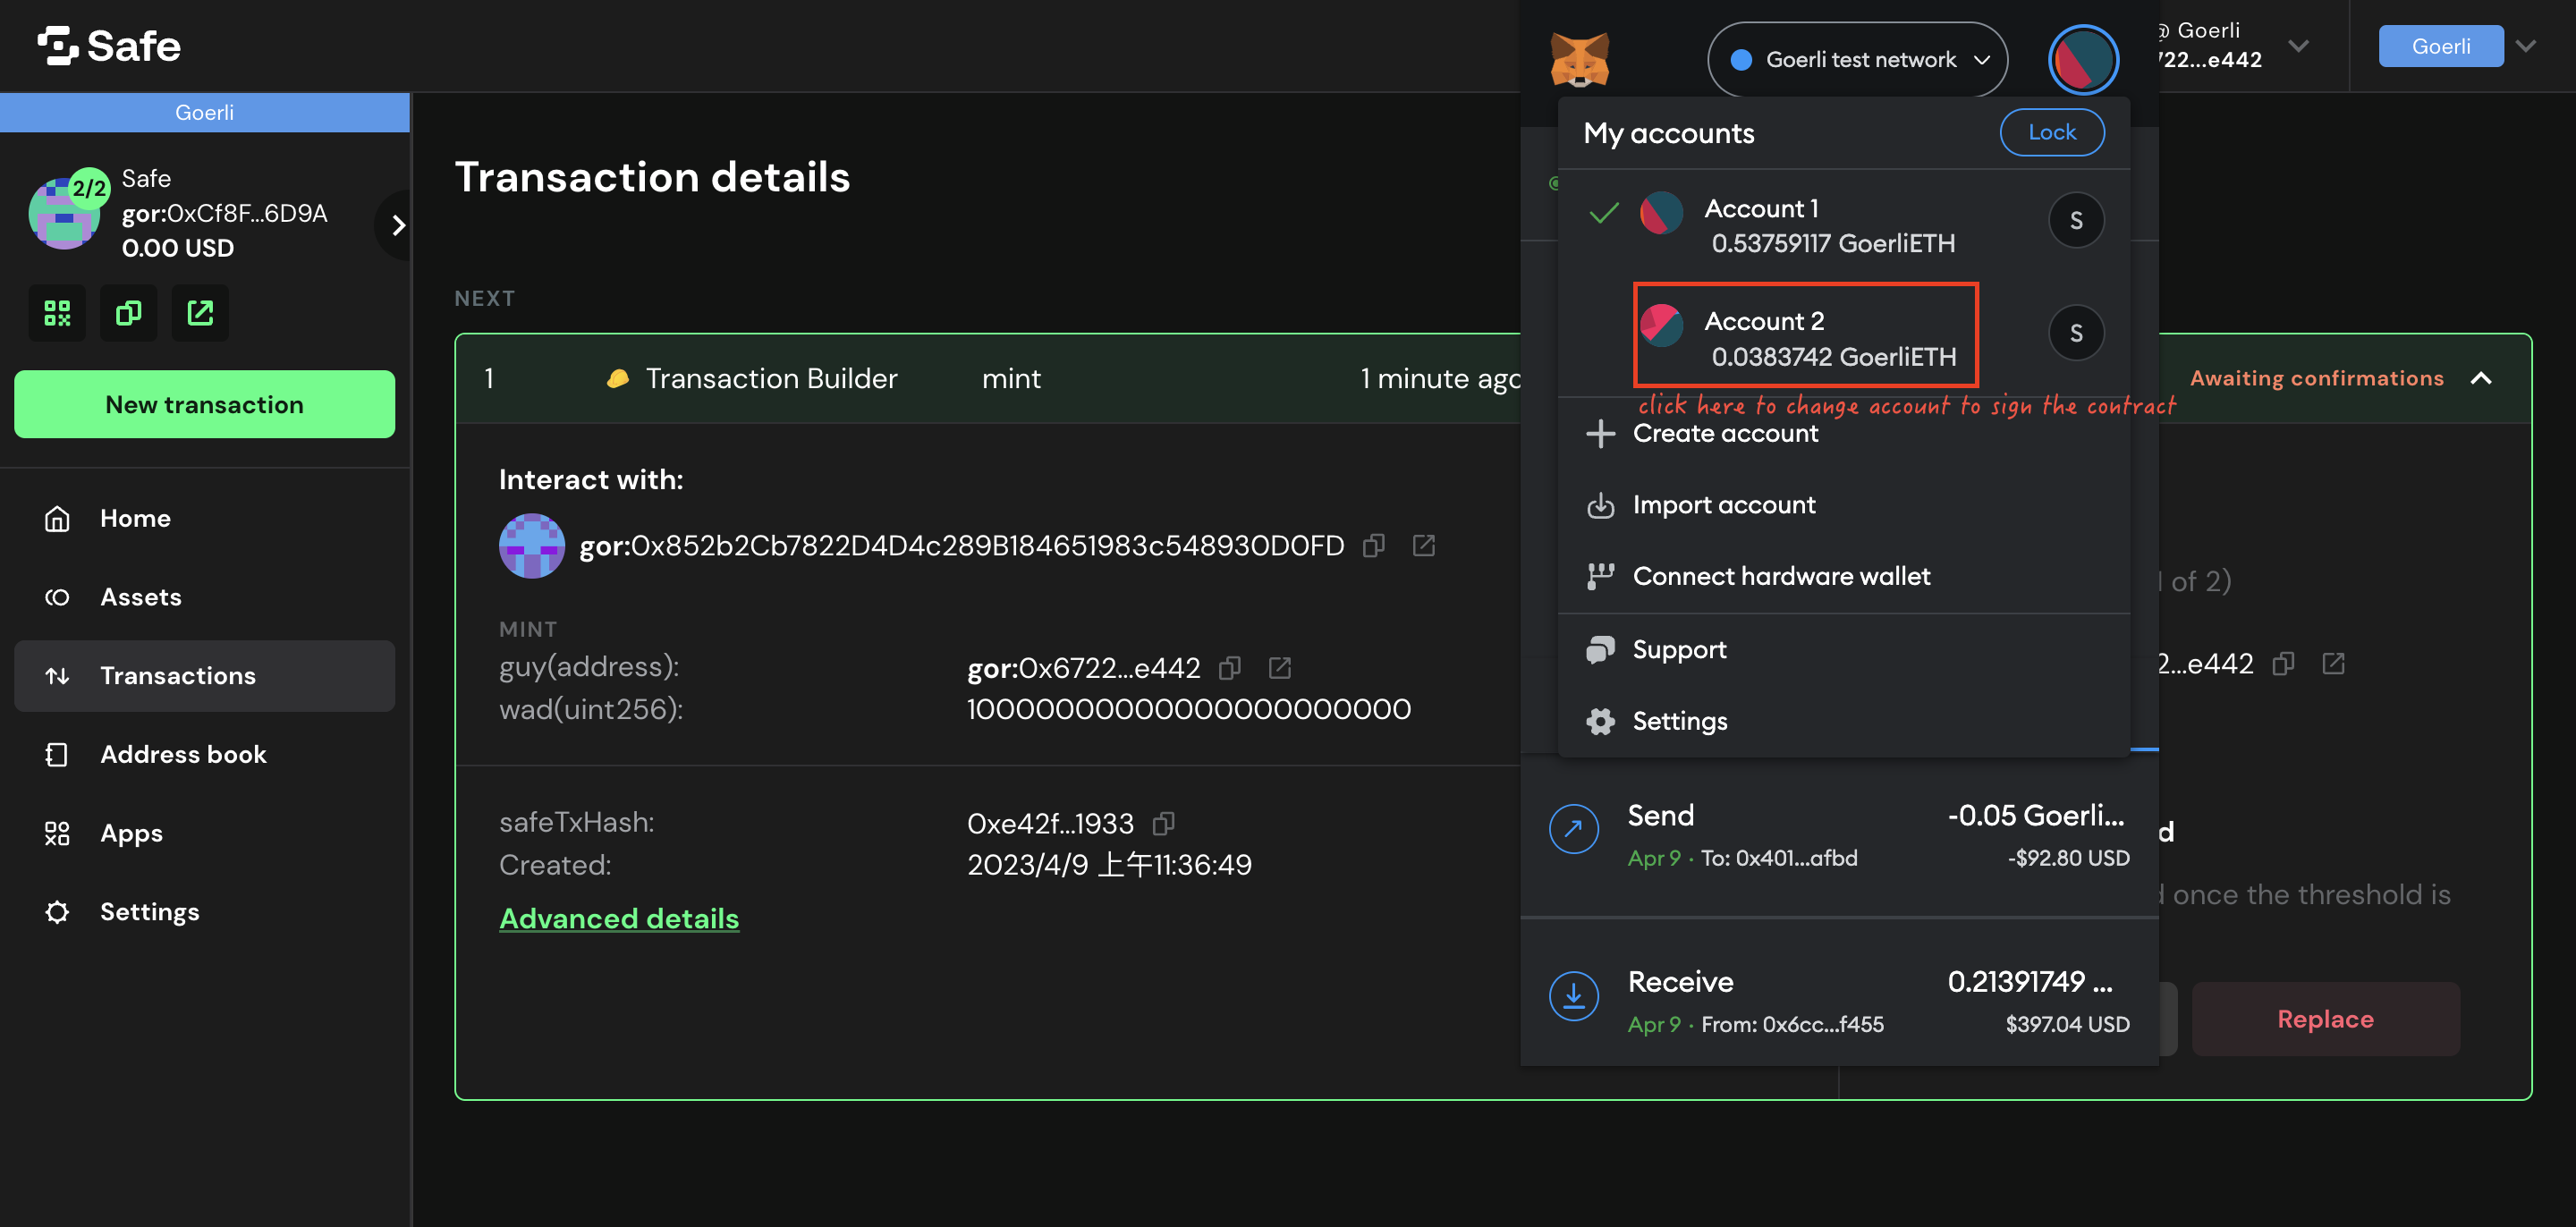 Safe
Goerli test network
@ Goerli
722...e442
Goerli
Goerli
2/2
Safe
gor:0xCf8F...6D9A
0.00 USD
New transaction
Home
Assets
Transactions
Address book
Apps
Settings
Transaction details
NEXT
1 Transaction Builder mint 1 minute ago
Awaiting confirmations
Interact with:
gor:0x852b2Cb7822D4D4c289B184651983c548930D0FD
MINT
guy(address): gor:0x6722...e442
wad(uint256): 10000000000000000000000
safeTxHash: 0xe42f...1933
Created: 2023/4/9 上午11:36:49
Advanced details
My accounts
Lock
Account 1
0.53759117 GoerliETH
S
Account 2
0.0383742 GoerliETH
S
click here to change account to sign the contract
Create account
Import account
Connect hardware wallet
Support
Settings
Send -0.05 Goerli...
Apr 9 · To: 0x401...afbd -$92.80 USD
Receive 0.21391749 ...
Apr 9 · From: 0x6cc...f455 $397.04 USD
of 2)
2...e442
d
once the threshold is
Replace